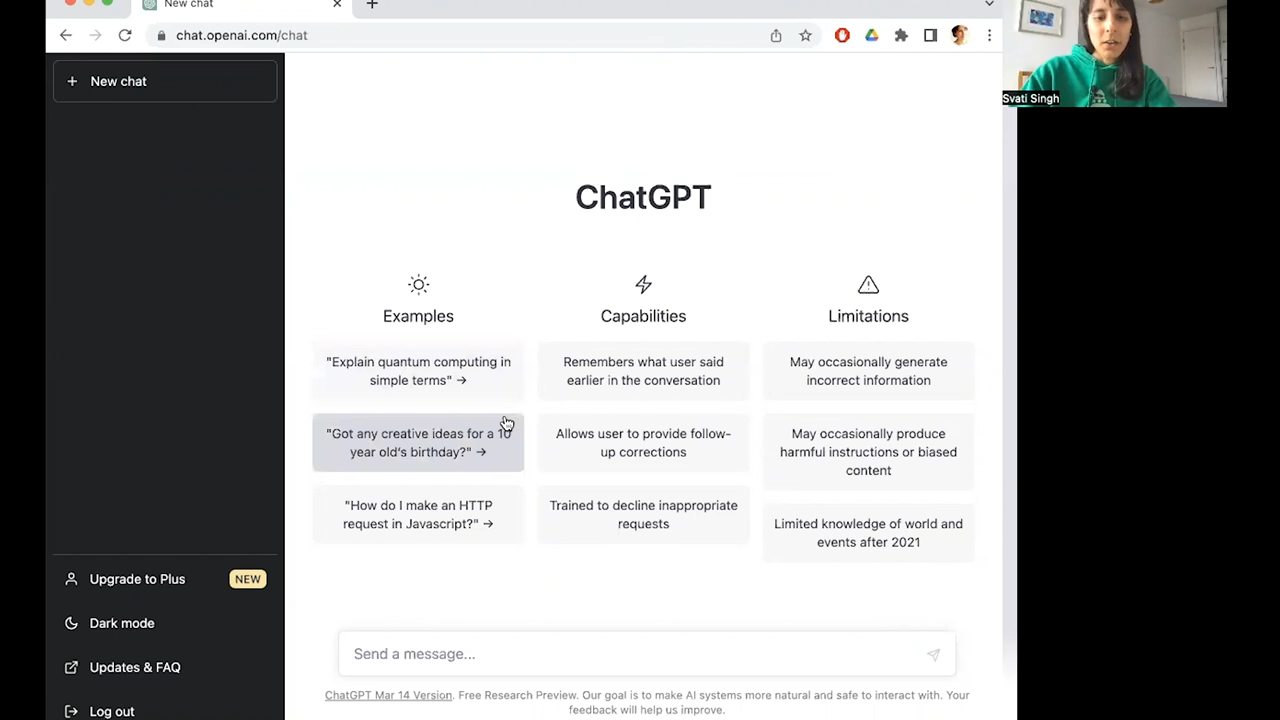 New chat
chat.openai.com/chat
New chat
Svati Singh
ChatGPT
Examples
Capabilities
Limitations
"Explain quantum computing in
simple terms" →
Remembers what user said
earlier in the conversation
May occasionally generate
incorrect information
"Got any creative ideas for a 10
year old's birthday?" →
Allows user to provide follow-
up corrections
May occasionally produce
harmful instructions or biased
content
"How do I make an HTTP
request in Javascript?" →
Trained to decline inappropriate
requests
Limited knowledge of world and
events after 2021
Upgrade to Plus
NEW
Dark mode
Updates & FAQ
Log out
Send a message...
ChatGPT Mar 14 Version. Free Research Preview. Our goal is to make AI systems more natural and safe to interact with. Your
feedback will help us improve.